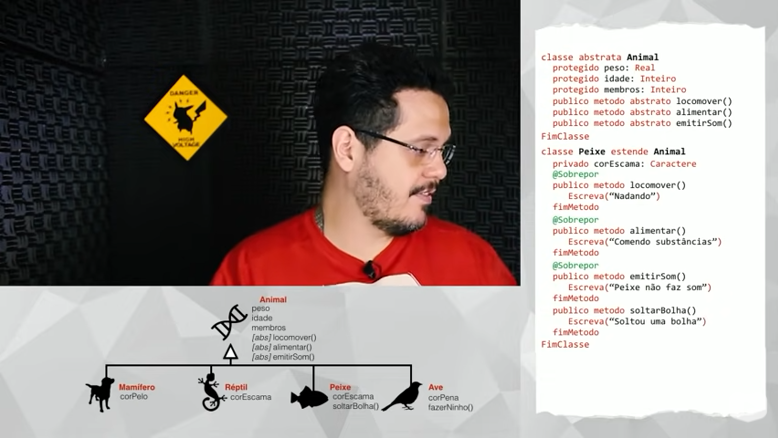 DANGER
HIGH
VOLTAGE
classe abstrata Animal
protegido peso: Real
protegido idade: Inteiro
protegido membros: Inteiro
publico metodo abstrato locomover()
publico metodo abstrato alimentar()
publico metodo abstrato emitirSom()
FimClasse
classe Peixe estende Animal
privado corEscama: Caractere
@Sobrepor
publico metodo locomover()
Escreva(“Nadando”)
fimMetodo
@Sobrepor
publico metodo alimentar()
Escreva(“Comendo substâncias”)
fimMetodo
@Sobrepor
publico metodo emitirSom()
Escreva(“Peixe não faz som”)
fimMetodo
publico metodo soltarBolha()
Escreva(“Soltou uma bolha”)
fimMetodo
FimClasse
Animal
peso
idade
membros
[abs] locomover()
[abs] alimentar()
[abs] emitirSom()
Mamífero
corPelo
Réptil
corEscama
Peixe
corEscama
soltarBolha()
Ave
corPena
fazerNinho()